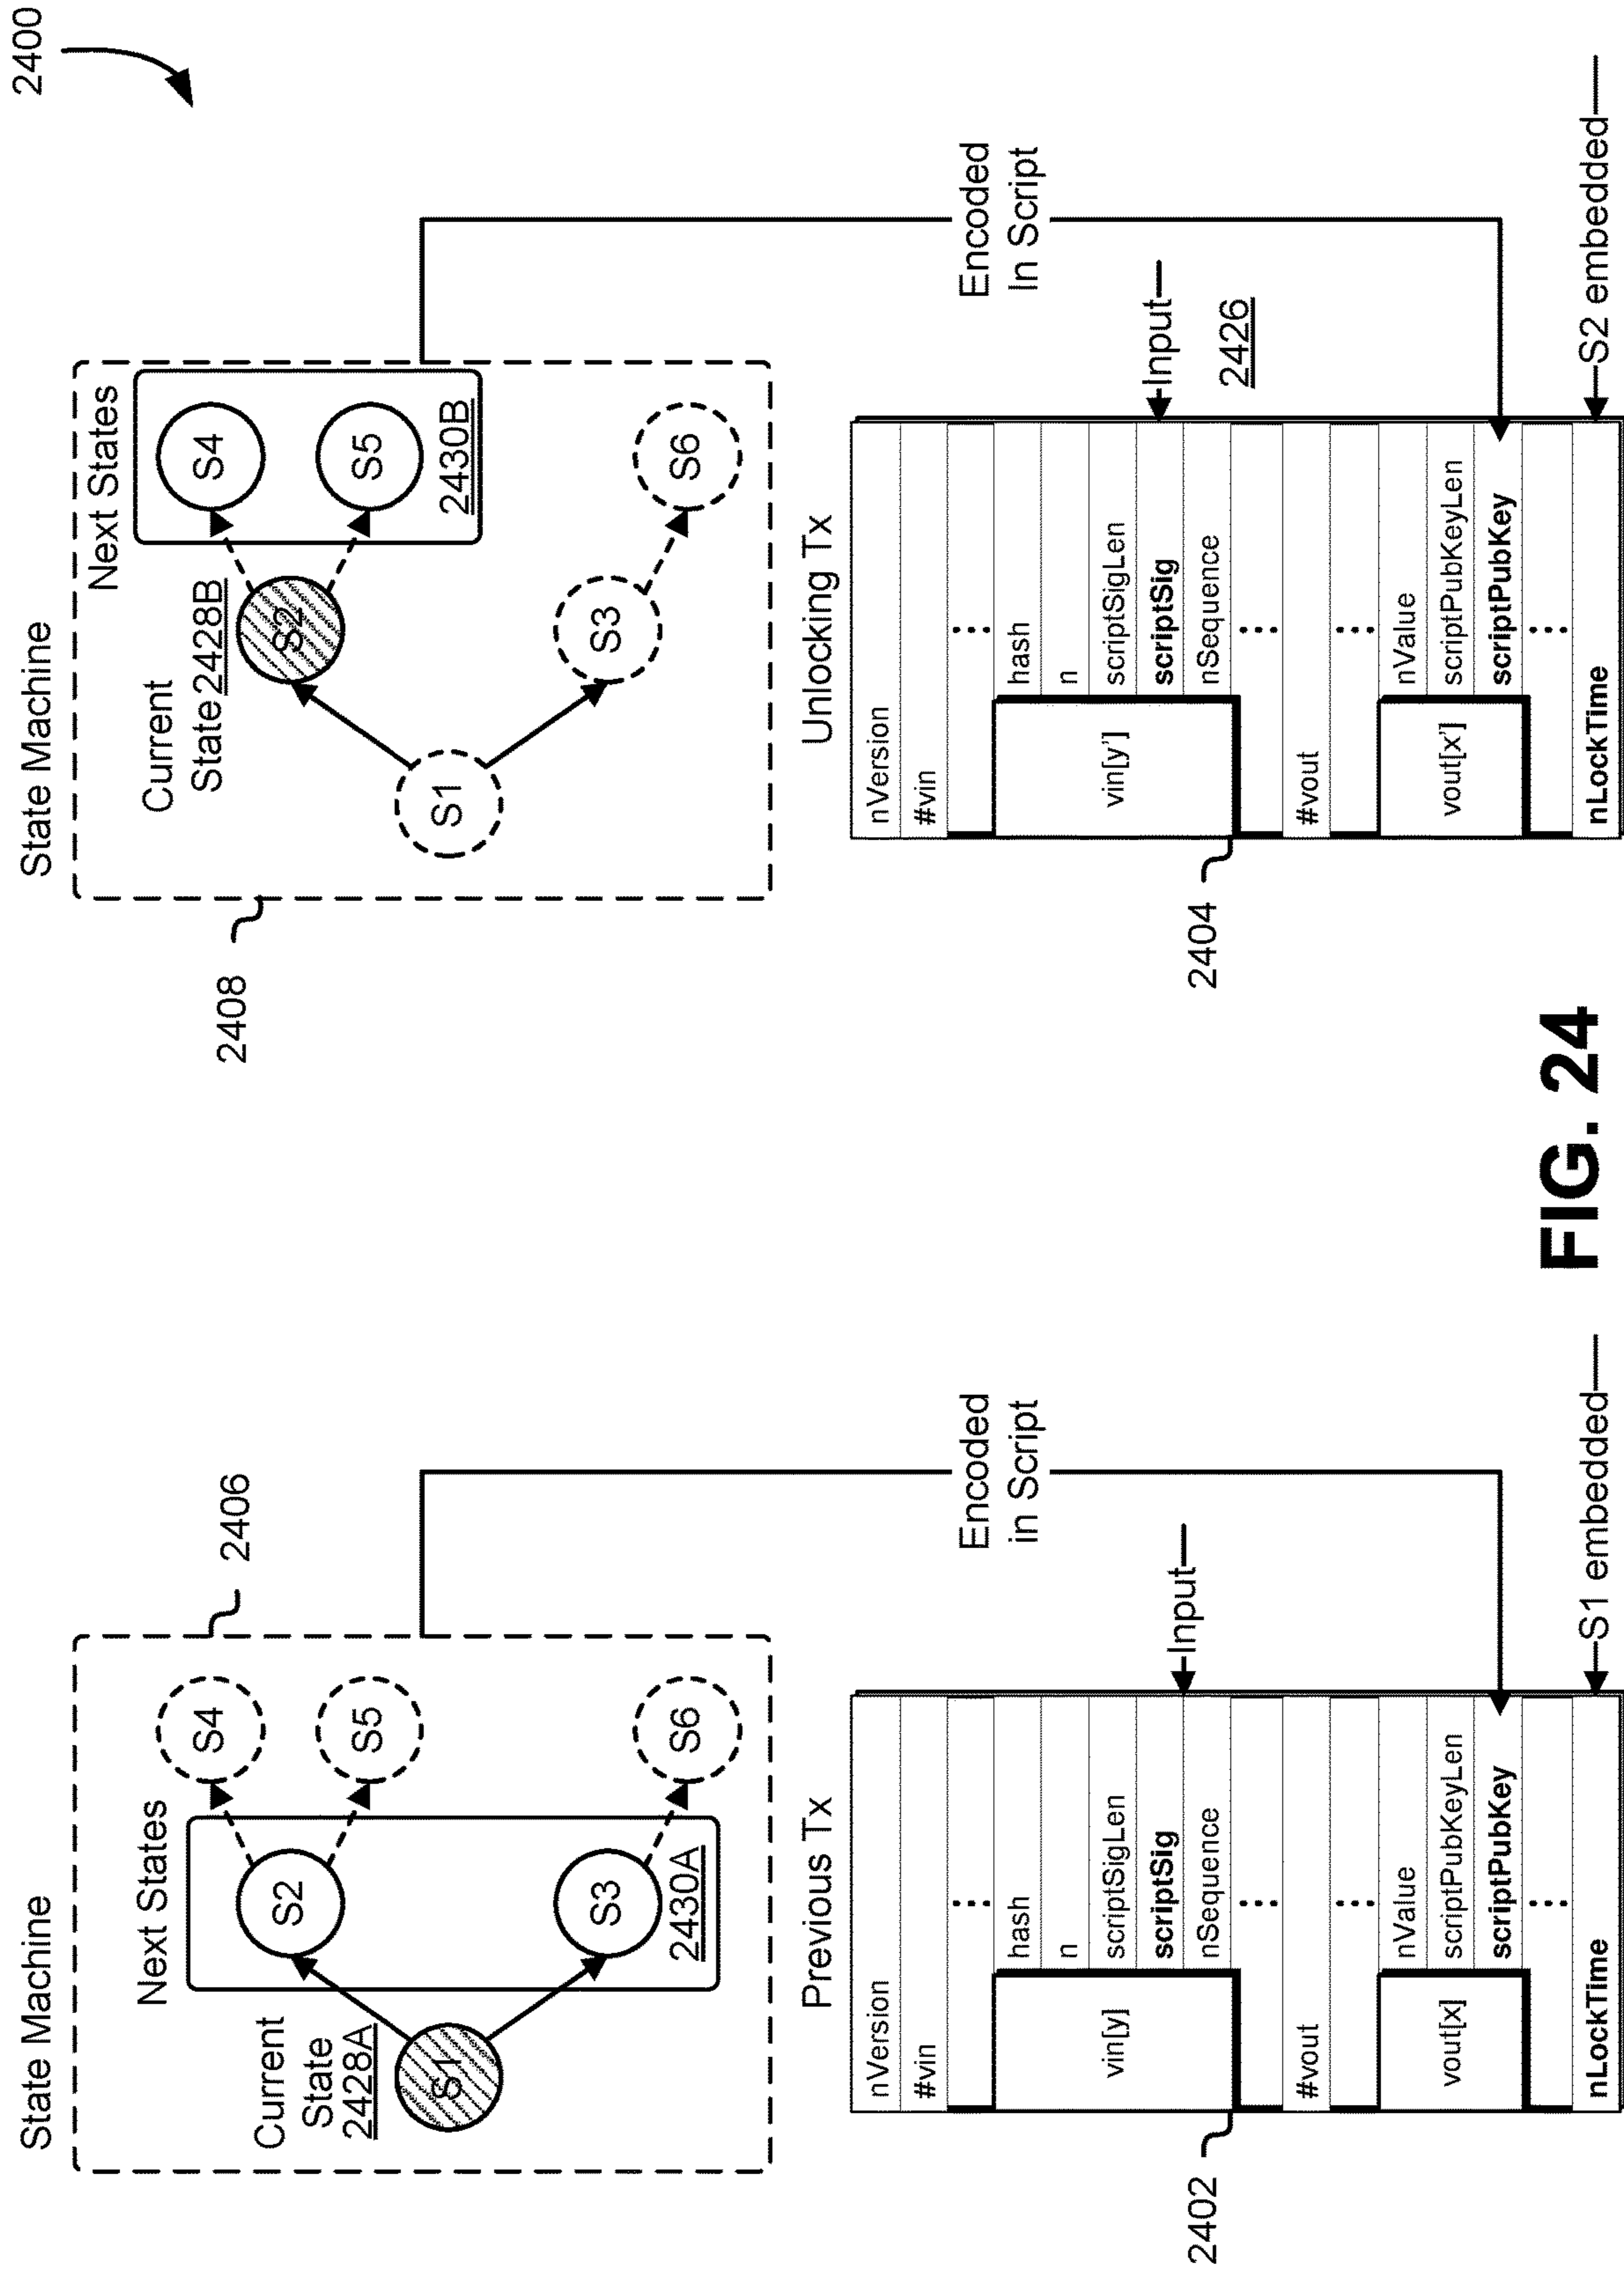 2400
State Machine
2406
Next States
Current
State
2428A
S1
S2
S3
S4
S5
S6
2430A
Encoded
in Script
Previous Tx
2402
nVersion
#vin
vin[y]
hash
n
scriptSigLen
scriptSig
nSequence
Input
#vout
vout[x]
nValue
scriptPubKeyLen
scriptPubKey
nLockTime
S1 embedded
State Machine
2408
Next States
Current
State 2428B
S1
S2
S3
S4
S5
S6
2430B
Encoded
In Script
Unlocking Tx
2404
nVersion
#vin
vin[y']
hash
n
scriptSigLen
scriptSig
nSequence
Input
2426
#vout
vout[x']
nValue
scriptPubKeyLen
scriptPubKey
nLockTime
S2 embedded
FIG. 24